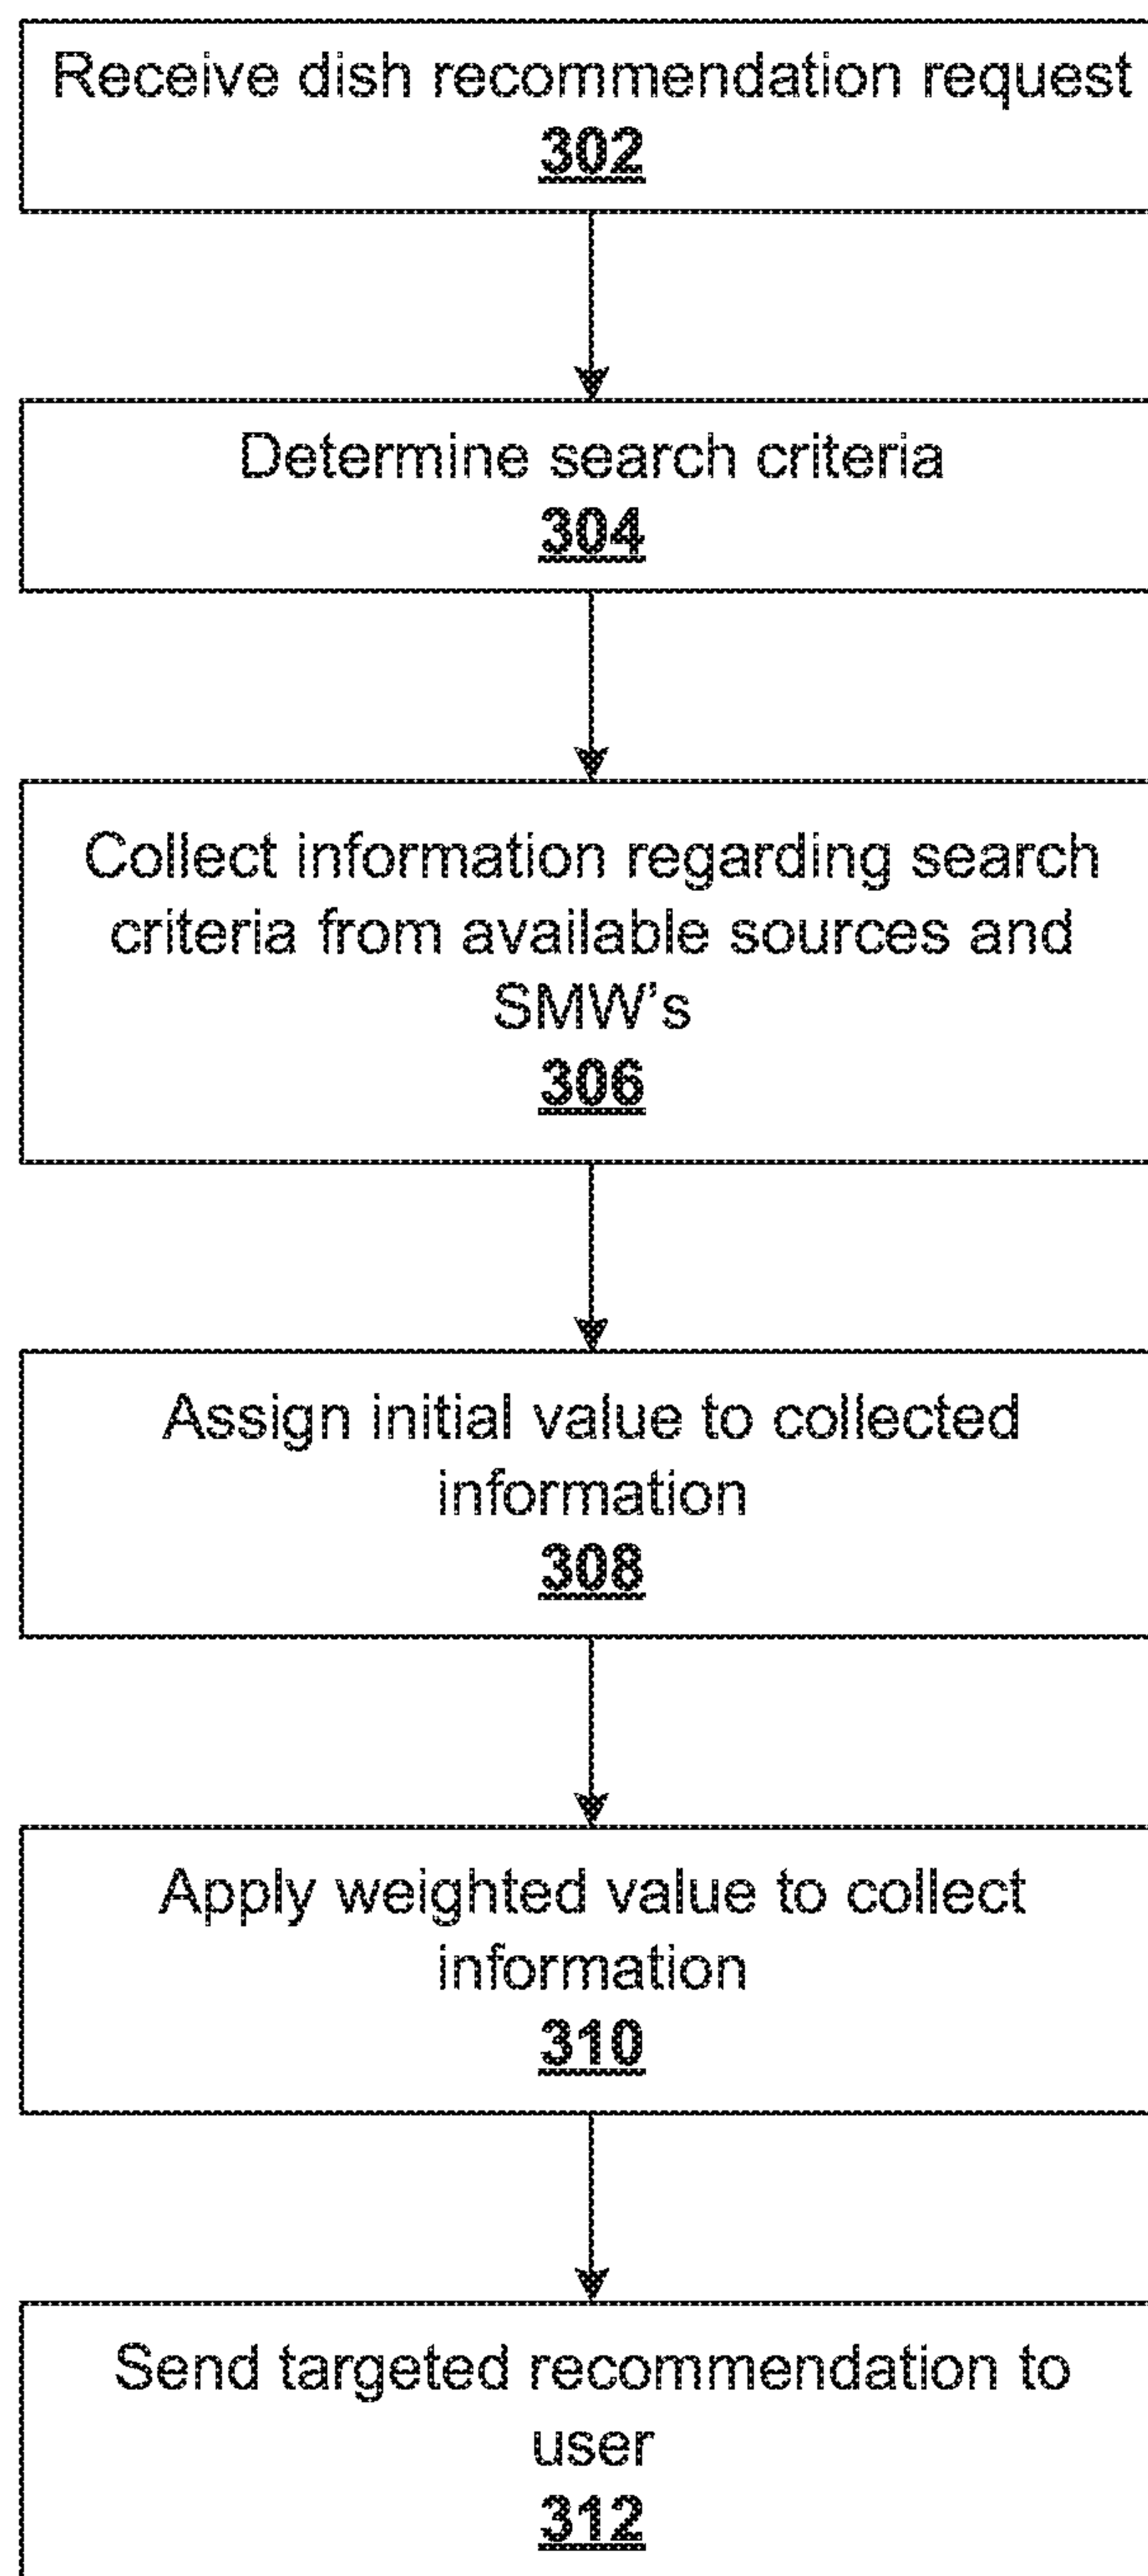 Receive dish recommendation request
302
Determine search criteria
304
Collect information regarding search
criteria from available sources and
SMW's
306
Assign initial value to collected
information
308
Apply weighted value to collect
information
310
Send targeted recommendation to
user
312